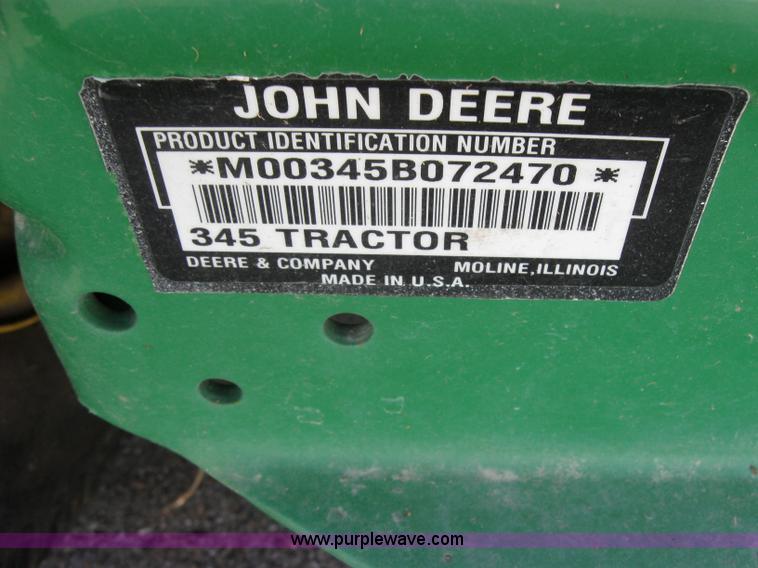 JOHN DEERE
PRODUCT IDENTIFICATION NUMBER
*M00345B072470*
345 TRACTOR
DEERE & COMPANY MOLINE, ILLINOIS
MADE IN U.S.A.
www.purplewave.com